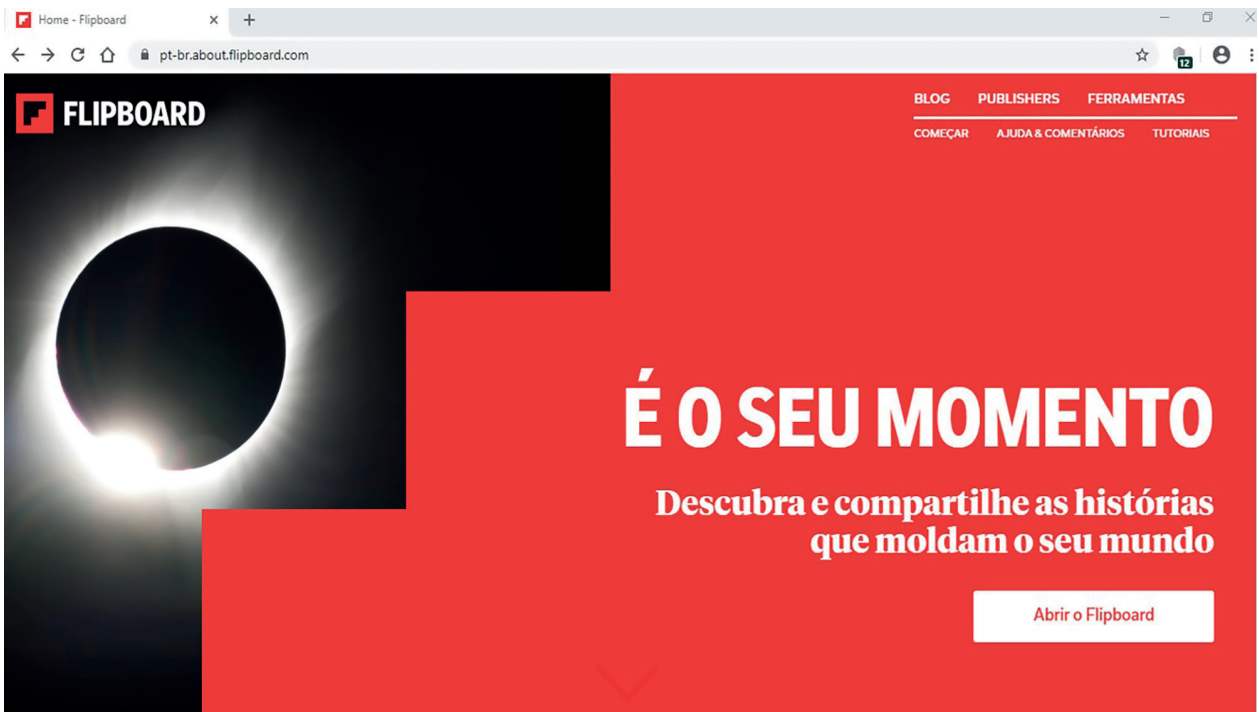 Home - Flipboard
pt-br.about.flipboard.com
12
FLIPBOARD
BLOG PUBLISHERS FERRAMENTAS
COMEÇAR AJUDA & COMENTÁRIOS TUTORIAIS
É O SEU MOMENTO
Descubra e compartilhe as histórias
que moldam o seu mundo
Abrir o Flipboard